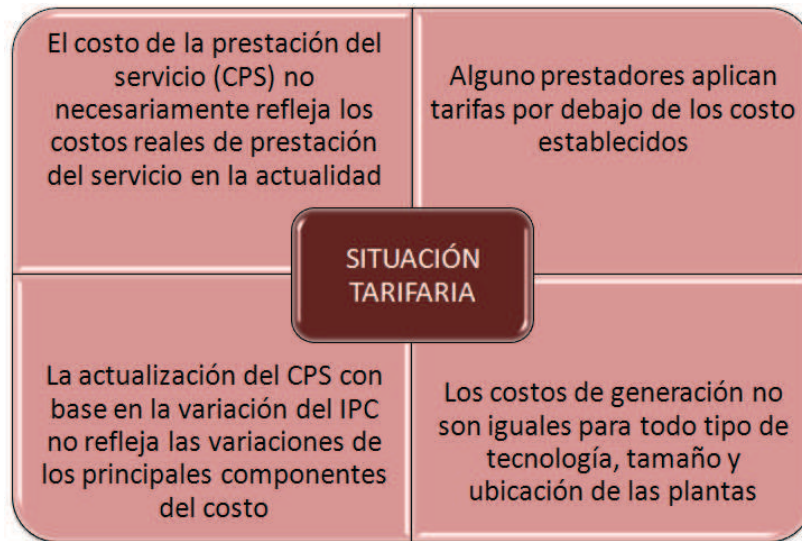 El costo de la prestación del
servicio (CPS) no
necesariamente refleja los
costos reales de prestación
del servicio en la actualidad
Alguno prestadores aplican
tarifas por debajo de los costo
establecidos
SITUACIÓN
TARIFARIA
La actualización del CPS con
base en la variación del IPC
no refleja las variaciones de
los principales componentes
del costo
Los costos de generación no
son iguales para todo tipo de
tecnología, tamaño y
ubicación de las plantas